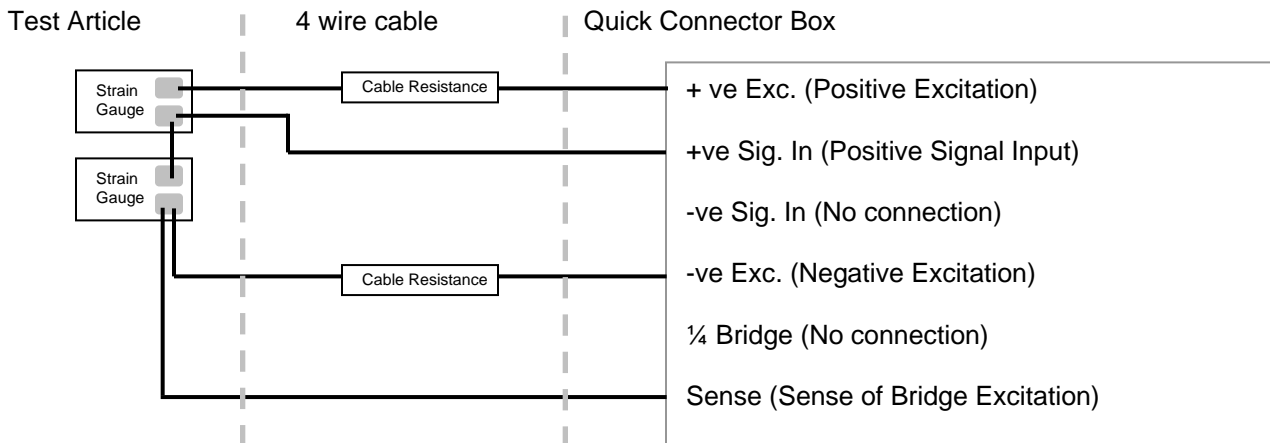 Test Article
4 wire cable
Quick Connector Box
Strain
Gauge
Cable Resistance
+ ve Exc. (Positive Excitation)
+ve Sig. In (Positive Signal Input)
Strain
Gauge
-ve Sig. In (No connection)
Cable Resistance
-ve Exc. (Negative Excitation)
¼ Bridge (No connection)
Sense (Sense of Bridge Excitation)